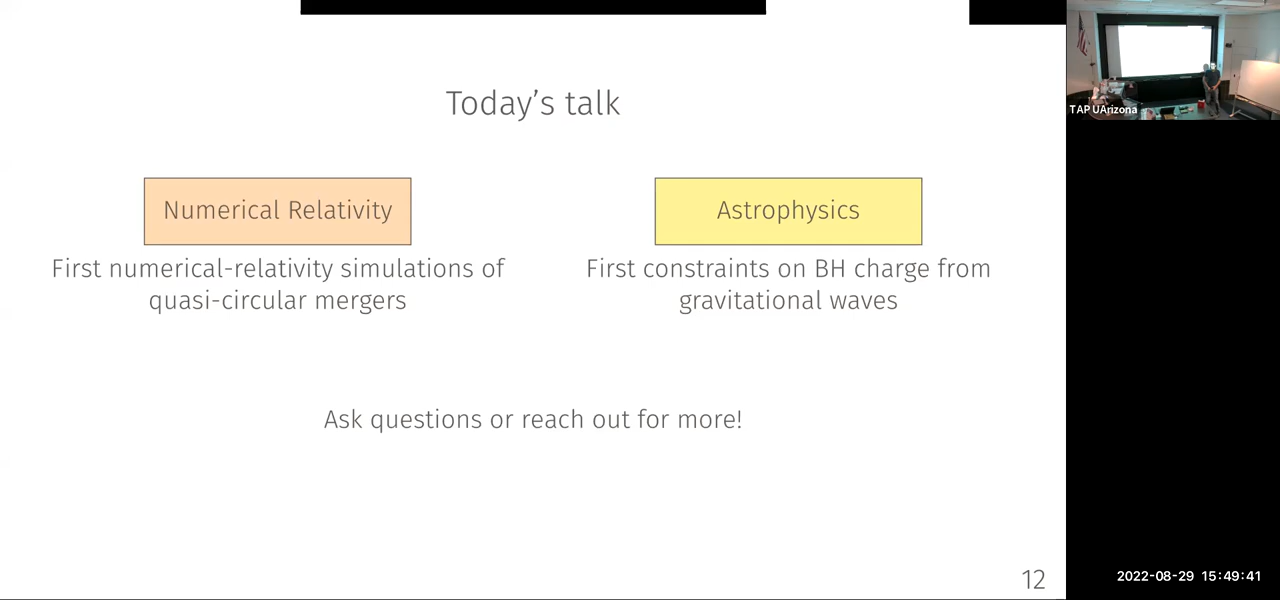 Today's talk
Numerical Relativity
First numerical-relativity simulations of
quasi-circular mergers
Astrophysics
First constraints on BH charge from
gravitational waves
Ask questions or reach out for more!
12
TAP UArizona
2022-08-29 15:49:41